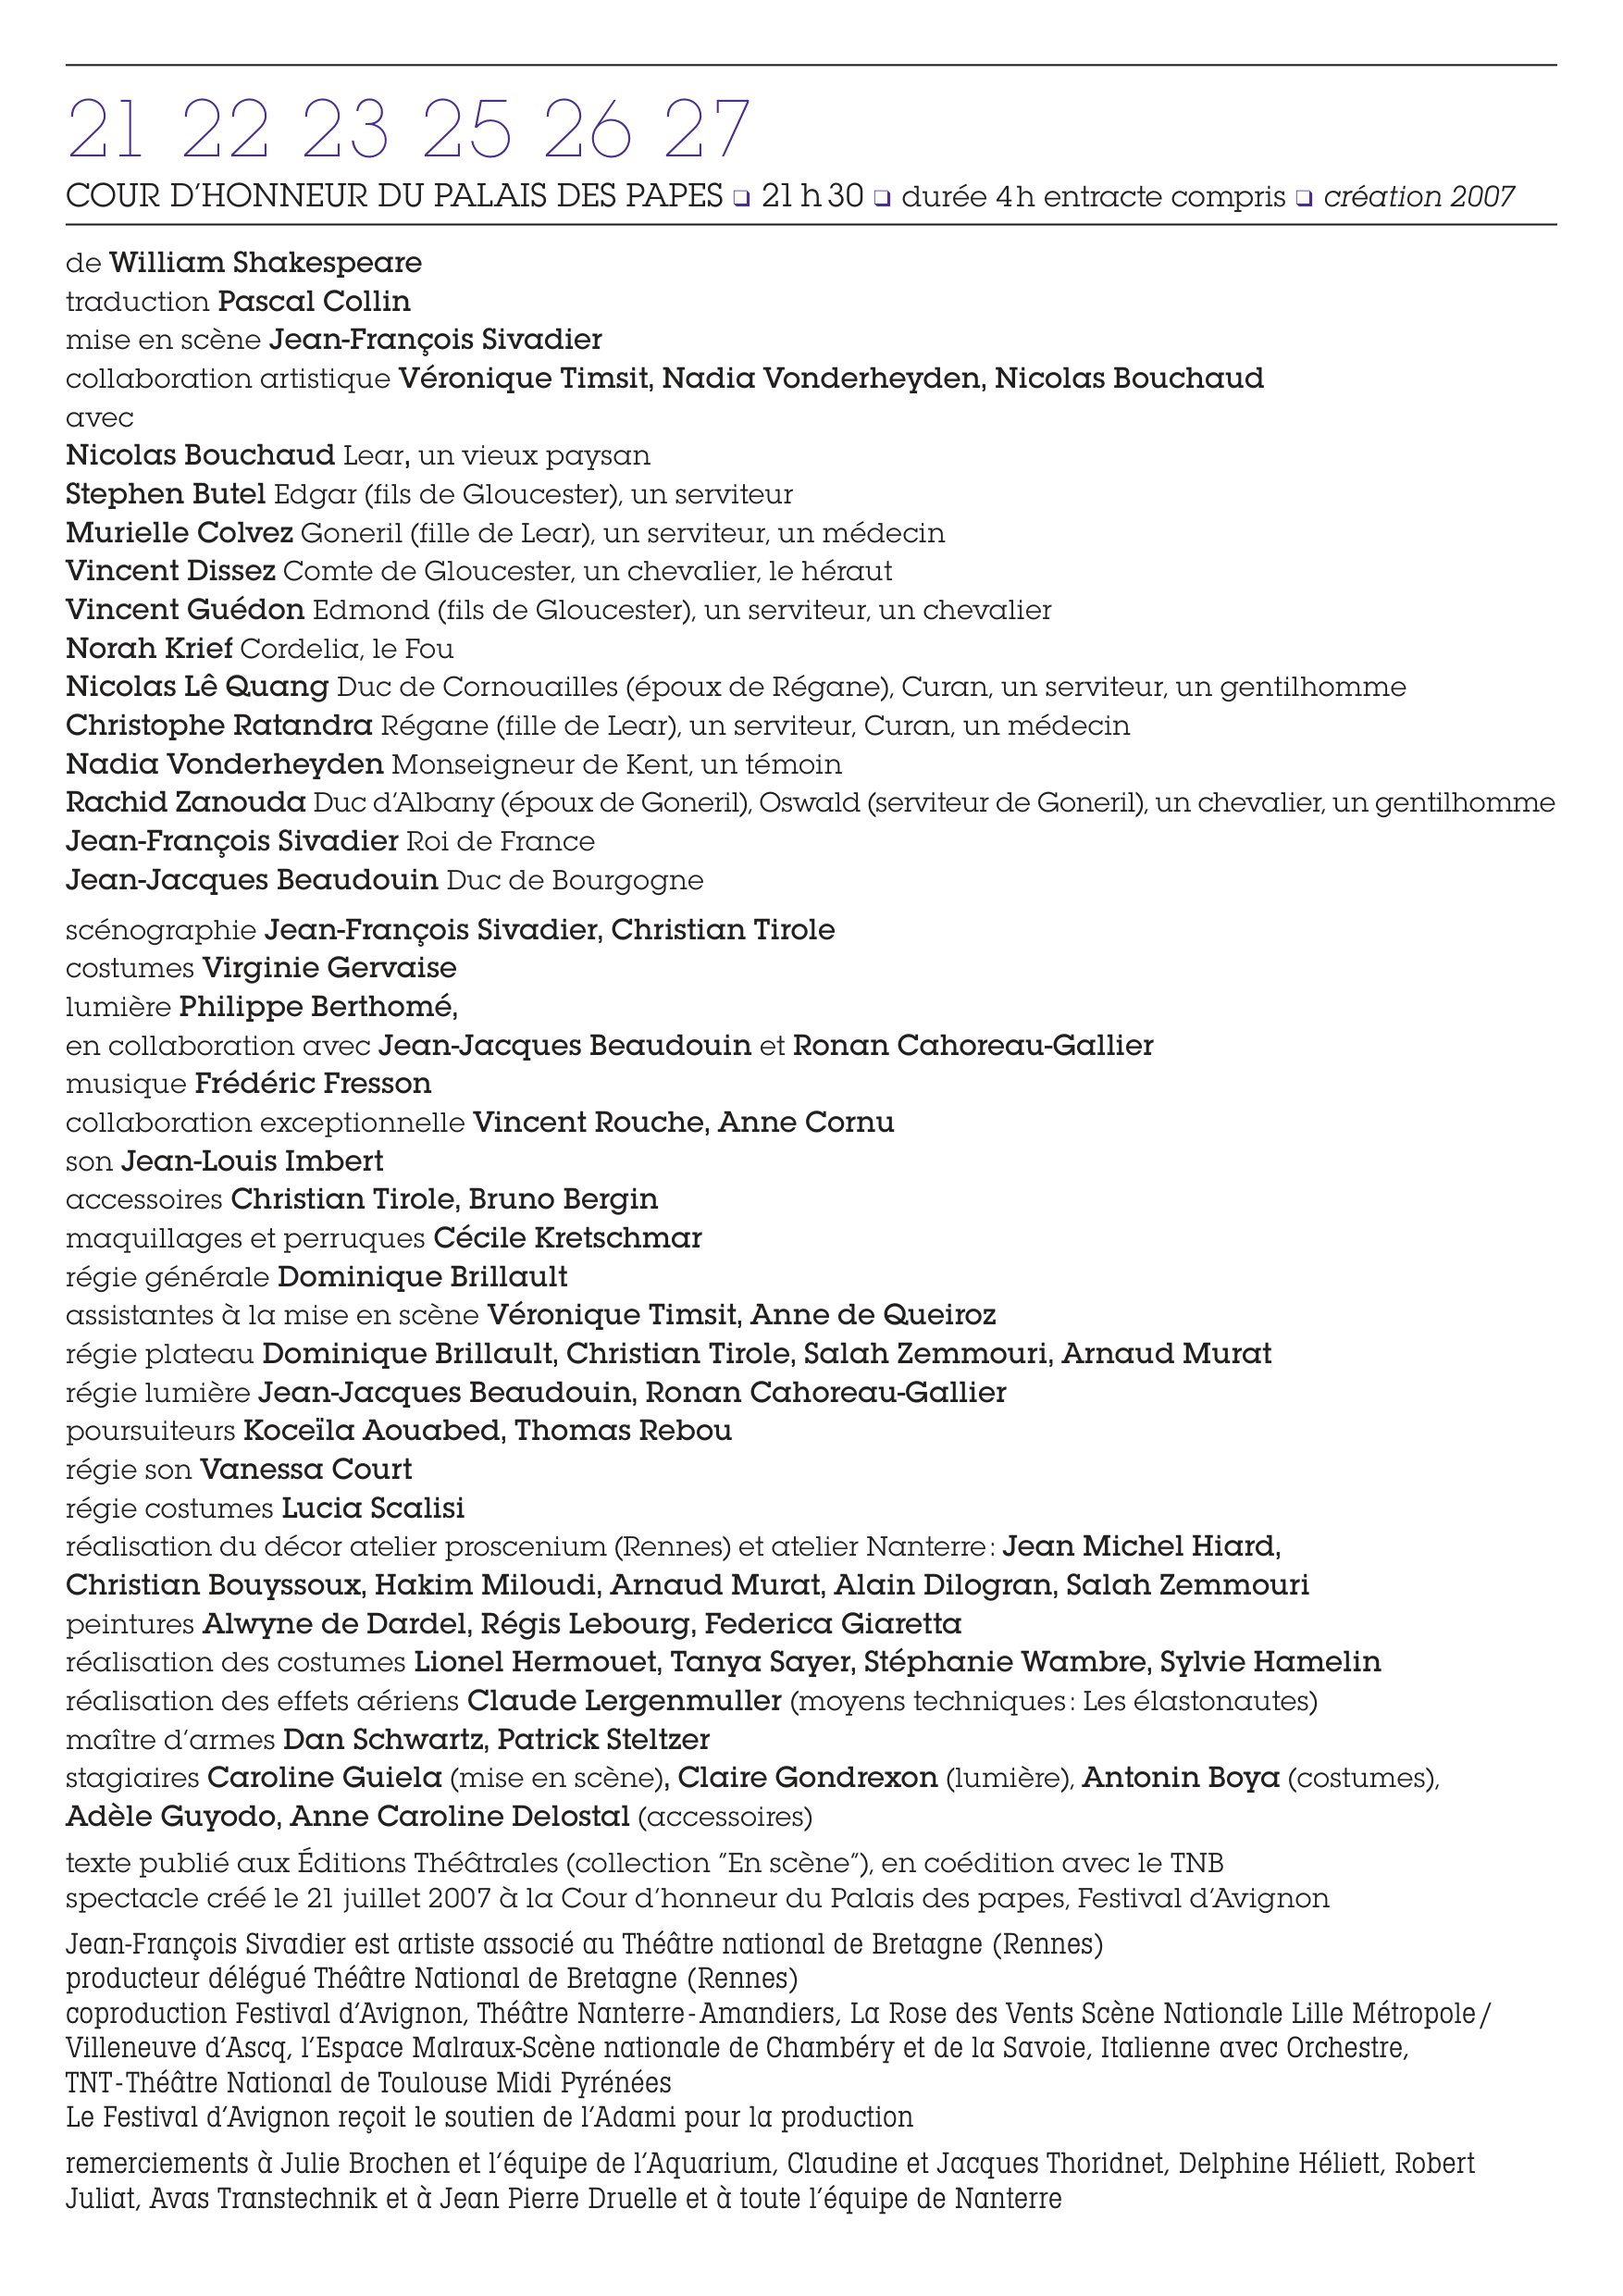 21 22 23 25 26 27
COUR D’HONNEUR DU PALAIS DES PAPES ❑ 21 h 30 ❑ durée 4h entracte compris ❑ création 2007
de William Shakespeare
traduction Pascal Collin
mise en scène Jean-François Sivadier
collaboration artistique Véronique Timsit, Nadia Vonderheyden, Nicolas Bouchaud
avec
Nicolas Bouchaud Lear, un vieux paysan
Stephen Butel Edgar (fils de Gloucester), un serviteur
Murielle Colvez Goneril (fille de Lear), un serviteur, un médecin
Vincent Dissez Comte de Gloucester, un chevalier, le héraut
Vincent Guédon Edmond (fils de Gloucester), un serviteur, un chevalier
Norah Krief Cordelia, le Fou
Nicolas Lê Quang Duc de Cornouailles (époux de Régane), Curan, un serviteur, un gentilhomme
Christophe Ratandra Régane (fille de Lear), un serviteur, Curan, un médecin
Nadia Vonderheyden Monseigneur de Kent, un témoin
Rachid Zanouda Duc d’Albany (époux de Goneril), Oswald (serviteur de Goneril), un chevalier, un gentilhomme
Jean-François Sivadier Roi de France
Jean-Jacques Beaudouin Duc de Bourgogne
scénographie Jean-François Sivadier, Christian Tirole
costumes Virginie Gervaise
lumière Philippe Berthomé,
en collaboration avec Jean-Jacques Beaudouin et Ronan Cahoreau-Gallier
musique Frédéric Fresson
collaboration exceptionnelle Vincent Rouche, Anne Cornu
son Jean-Louis Imbert
accessoires Christian Tirole, Bruno Bergin
maquillages et perruques Cécile Kretschmar
régie générale Dominique Brillault
assistantes à la mise en scène Véronique Timsit, Anne de Queiroz
régie plateau Dominique Brillault, Christian Tirole, Salah Zemmouri, Arnaud Murat
régie lumière Jean-Jacques Beaudouin, Ronan Cahoreau-Gallier
poursuiteurs Koceïla Aouabed, Thomas Rebou
régie son Vanessa Court
régie costumes Lucia Scalisi
réalisation du décor atelier proscenium (Rennes) et atelier Nanterre : Jean Michel Hiard,
Christian Bouyssoux, Hakim Miloudi, Arnaud Murat, Alain Dilogran, Salah Zemmouri
peintures Alwyne de Dardel, Régis Lebourg, Federica Giaretta
réalisation des costumes Lionel Hermouet, Tanya Sayer, Stéphanie Wambre, Sylvie Hamelin
réalisation des effets aériens Claude Lergenmuller (moyens techniques : Les élastonautes)
maître d’armes Dan Schwartz, Patrick Steltzer
stagiaires Caroline Guiela (mise en scène), Claire Gondrexon (lumière), Antonin Boya (costumes),
Adèle Guyodo, Anne Caroline Delostal (accessoires)
texte publié aux Éditions Théâtrales (collection "En scène"), en coédition avec le TNB
spectacle créé le 21 juillet 2007 à la Cour d’honneur du Palais des papes, Festival d’Avignon
Jean-François Sivadier est artiste associé au Théâtre national de Bretagne (Rennes)
producteur délégué Théâtre National de Bretagne (Rennes)
coproduction Festival d’Avignon, Théâtre Nanterre-Amandiers, La Rose des Vents Scène Nationale Lille Métropole/
Villeneuve d’Ascq, l’Espace Malraux-Scène nationale de Chambéry et de la Savoie, Italienne avec Orchestre,
TNT-Théâtre National de Toulouse Midi Pyrénées
Le Festival d’Avignon reçoit le soutien de l’Adami pour la production
remerciements à Julie Brochen et l’équipe de l’Aquarium, Claudine et Jacques Thoridnet, Delphine Héliett, Robert
Juliat, Avas Transtechnik et à Jean Pierre Druelle et à toute l’équipe de Nanterre